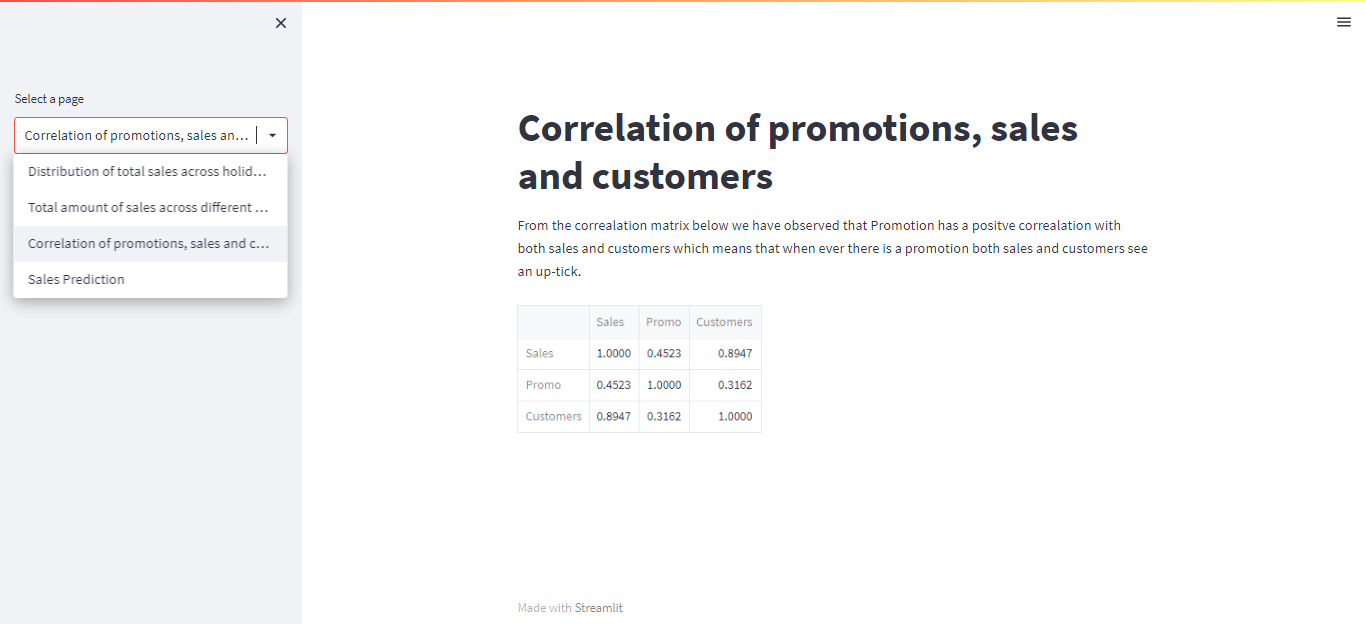 Select a page
Correlation of promotions, sales an...
Distribution of total sales across holid...
Total amount of sales across different ...
Correlation of promotions, sales and c...
Sales Prediction
Correlation of promotions, sales
and customers
From the correalation matrix below we have observed that Promotion has a positve correalation with
both sales and customers which means that when ever there is a promotion both sales and customers see
an up-tick.
Sales Promo Customers
Sales 1.0000 0.4523 0.8947
Promo 0.4523 1.0000 0.3162
Customers 0.8947 0.3162 1.0000
Made with Streamlit